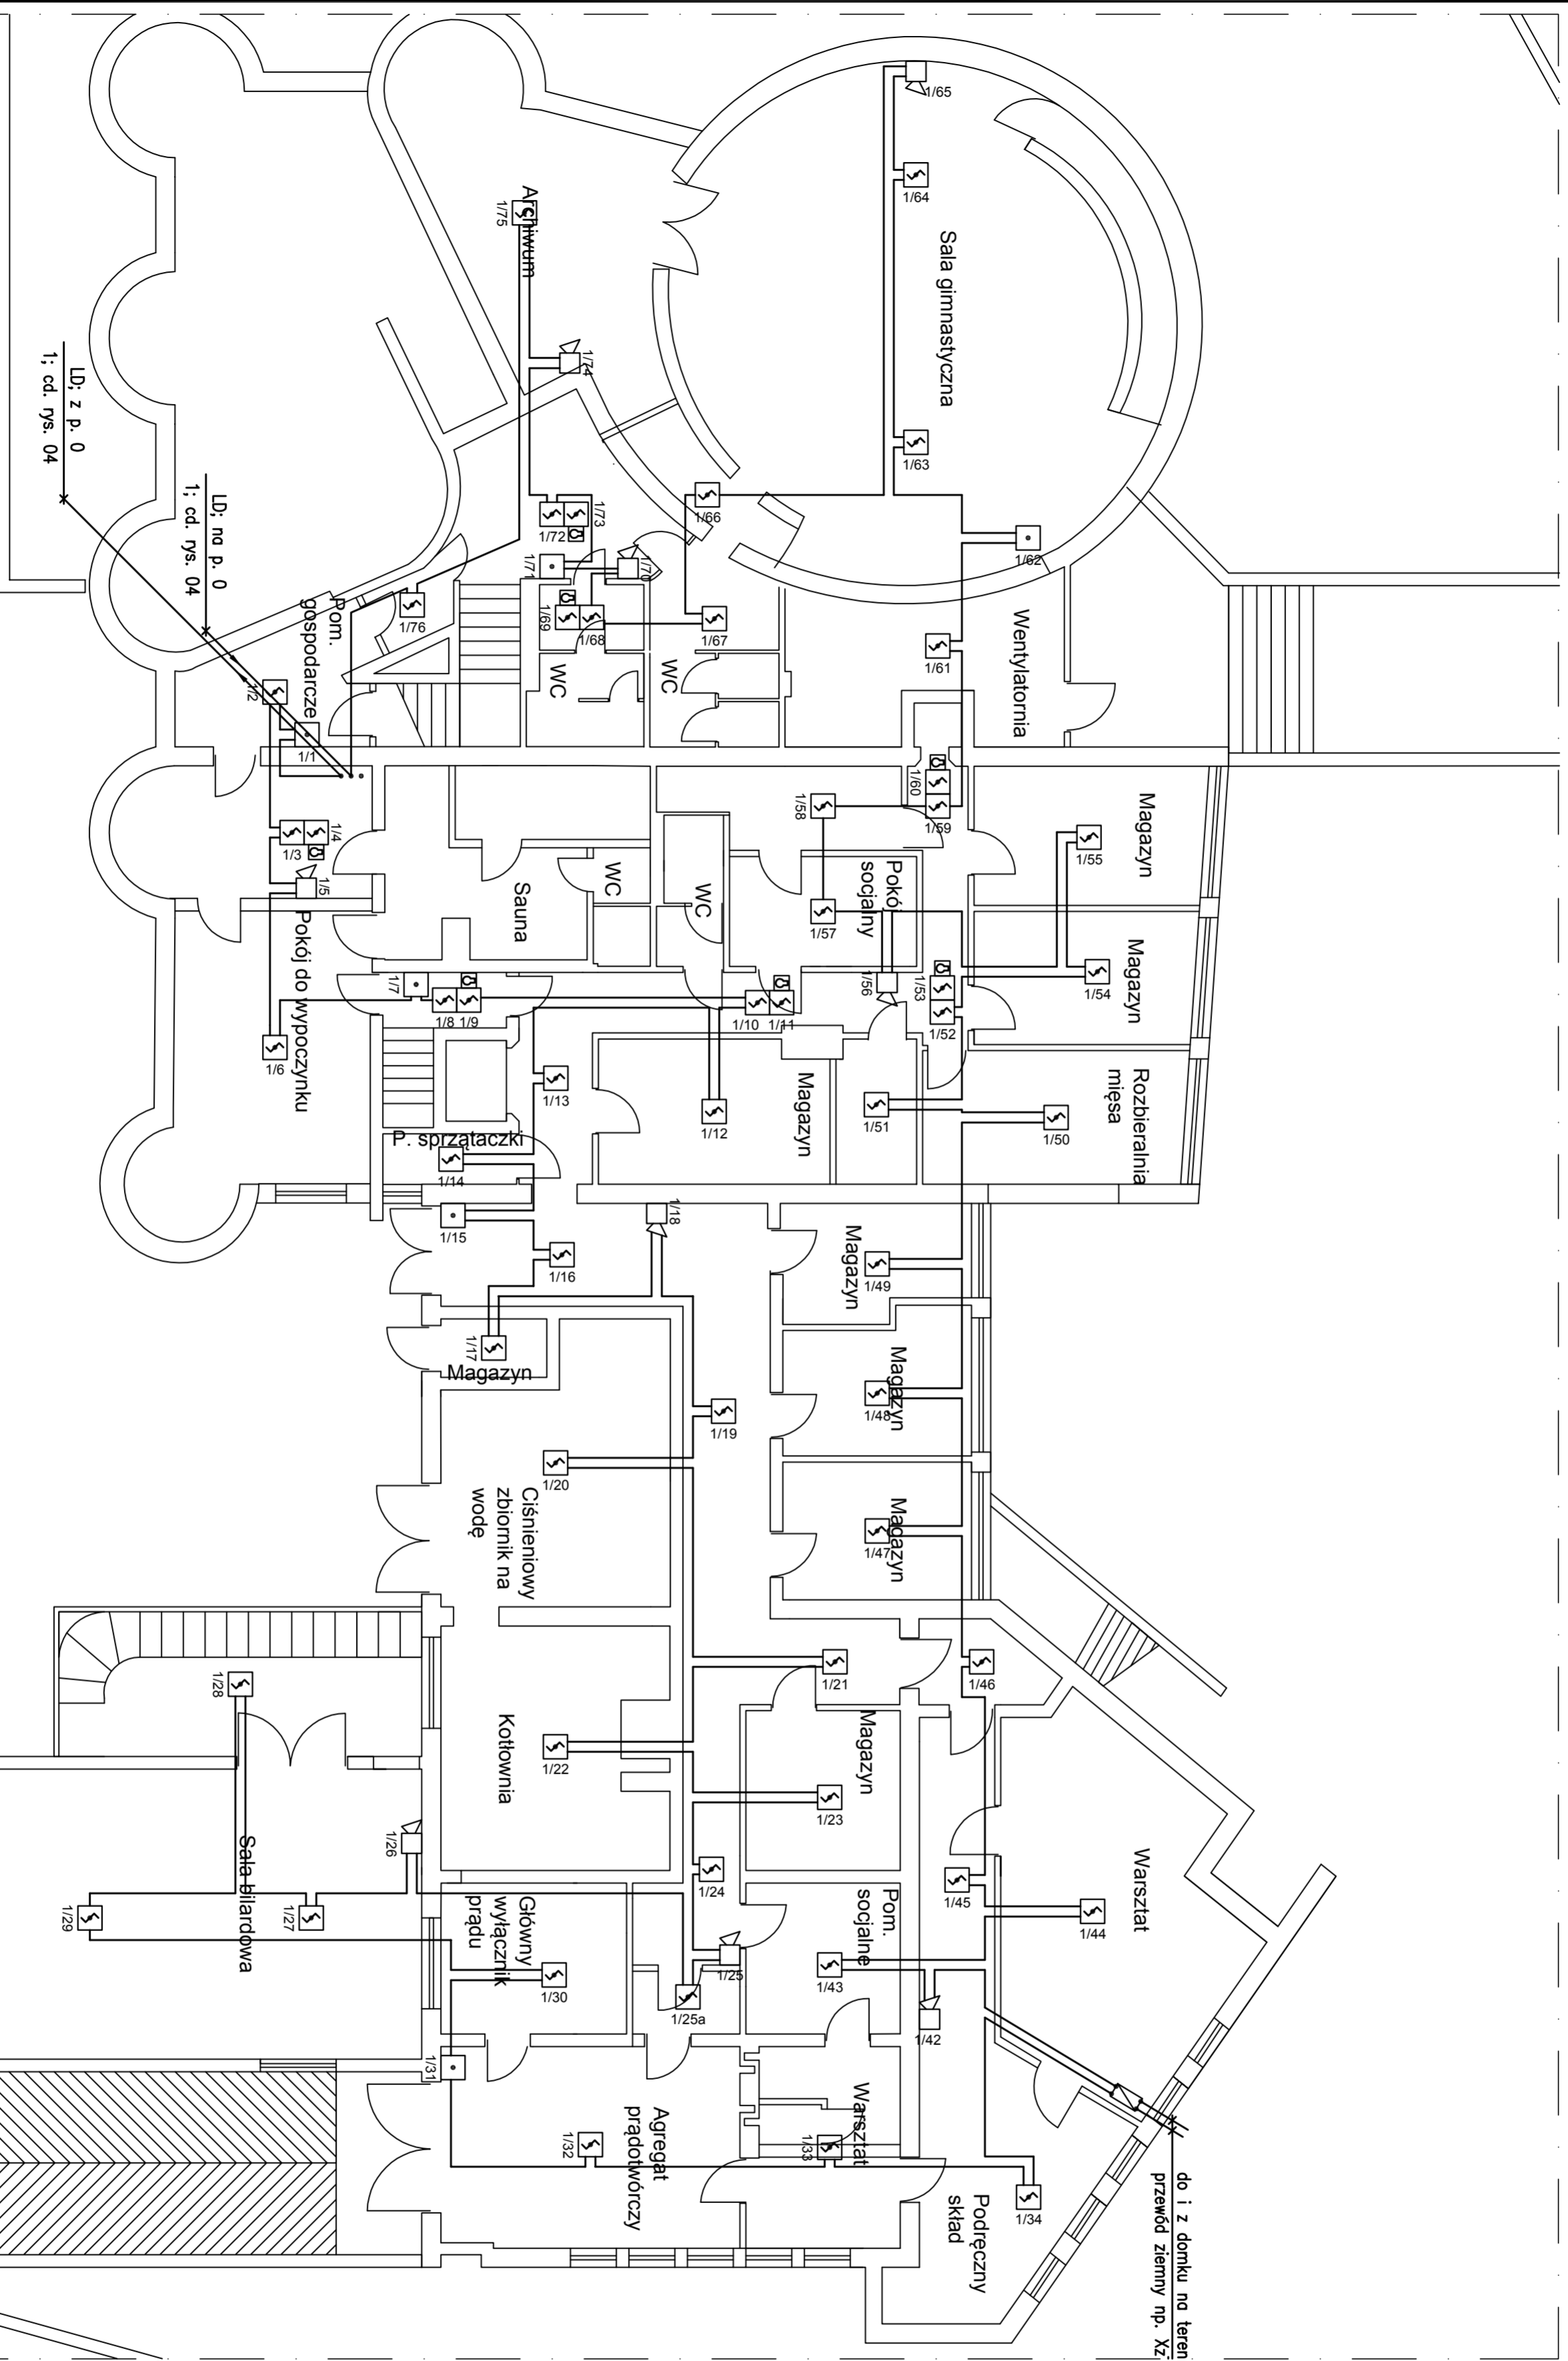 1/65
1/64
Sala gimnastyczna
Archiwum
1/75
1/74
1/63
LD; z p. 0
1; cd. rys. 04
LD; na p. 0
1; cd. rys. 04
1/66
1/73
1/72
1/62
1/70
1/71
1/76
1/69
1/68
1/67
1/61
Wentylatornia
Pom.
gospodarcze
WC
WC
1/2
1/1
1/60
1/59
1/58
Magazyn
1/55
1/4
1/3
1/5
Sauna
WC
WC
Pokój
socjalny
1/57
Magazyn
1/54
1/53
1/52
1/56
Pokój do wypoczynku
1/7
1/8
1/9
1/10
1/11
1/6
1/13
1/12
Magazyn
1/51
1/50
Rozbieralnia
mięsa
P. sprzątaczki
1/14
1/15
1/16
1/18
Magazyn
1/49
1/17
Magazyn
1/19
Magazyn
1/48
1/20
Ciśnieniowy
zbiornik na
wodę
Magazyn
1/47
1/28
1/21
1/46
Kotłownia
1/22
Magazyn
1/23
1/26
Sala bilardowa
1/29
1/27
Główny
wyłącznik
prądu
1/24
Pom.
socjalne
1/45
1/44
Warsztat
1/30
1/25
1/25a
1/43
1/42
1/31
1/32
Agregat
prądotwórczy
Warsztat
1/33
1/34
Podręczny
skład
do i z domku na teren
przewód ziemny np. Xz